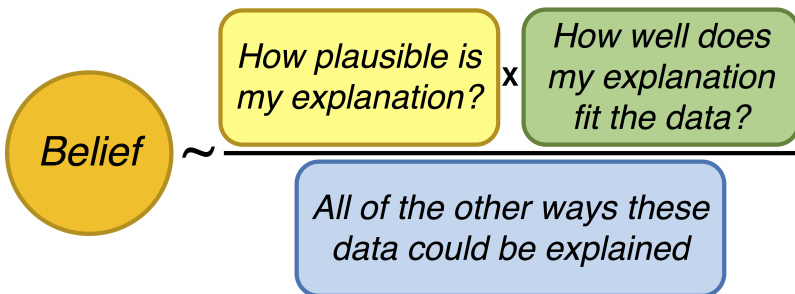 How plausible is
my explanation?
x
How well does
my explanation
fit the data?
Belief
~
All of the other ways these
data could be explained